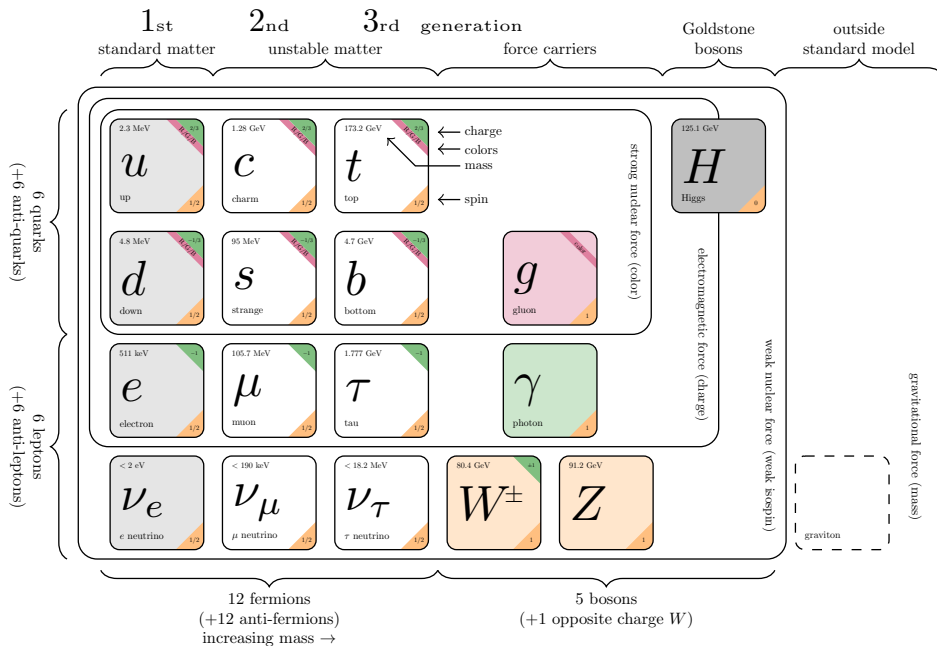 1st 2nd 3rd generation
standard matter
unstable matter
force carriers
Goldstone
bosons
outside
standard model
6 quarks
(+6 anti-quarks)
6 leptons
(+6 anti-leptons)
2.3 MeV
2/3
R/G/B
u
up
1/2
1.28 GeV
2/3
R/G/B
c
charm
1/2
173.2 GeV
2/3
R/G/B
t
top
1/2
charge
colors
mass
spin
strong nuclear force (color)
125.1 GeV
H
Higgs
0
4.8 MeV
−1/3
R/G/B
d
down
1/2
95 MeV
−1/3
R/G/B
s
strange
1/2
4.7 GeV
−1/3
R/G/B
b
bottom
1/2
color
g
gluon
1
electromagnetic force (charge)
511 keV
−1
e
electron
1/2
105.7 MeV
−1
μ
muon
1/2
1.777 GeV
−1
τ
tau
1/2
γ
photon
1
weak nuclear force (weak isospin)
gravitational force (mass)
< 2 eV
νe
e neutrino
1/2
< 190 keV
νμ
μ neutrino
1/2
< 18.2 MeV
ντ
τ neutrino
1/2
80.4 GeV
±1
W±
1
91.2 GeV
Z
1
graviton
12 fermions
(+12 anti-fermions)
increasing mass →
5 bosons
(+1 opposite charge W)